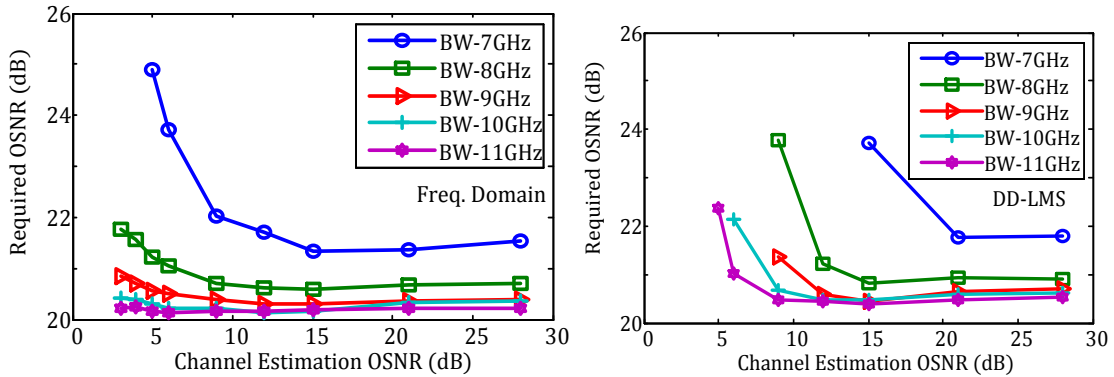 26
24
22
20
Required OSNR (dB)
0 5 10 15 20 25 30
Channel Estimation OSNR (dB)
BW-7GHz
BW-8GHz
BW-9GHz
BW-10GHz
BW-11GHz
Freq. Domain
26
24
22
20
Required OSNR (dB)
0 5 10 15 20 25 30
Channel Estimation OSNR (dB)
BW-7GHz
BW-8GHz
BW-9GHz
BW-10GHz
BW-11GHz
DD-LMS